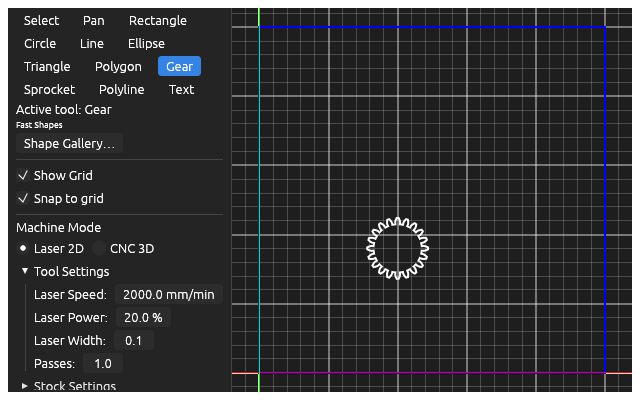 Select Pan Rectangle
Circle Line Ellipse
Triangle Polygon Gear
Sprocket Polyline Text
Active tool: Gear
Fast Shapes
Shape Gallery...
Show Grid
Snap to grid
Machine Mode
Laser 2D CNC 3D
Tool Settings
Laser Speed: 2000.0 mm/min
Laser Power: 20.0 %
Laser Width: 0.1
Passes: 1.0
Stock Settings